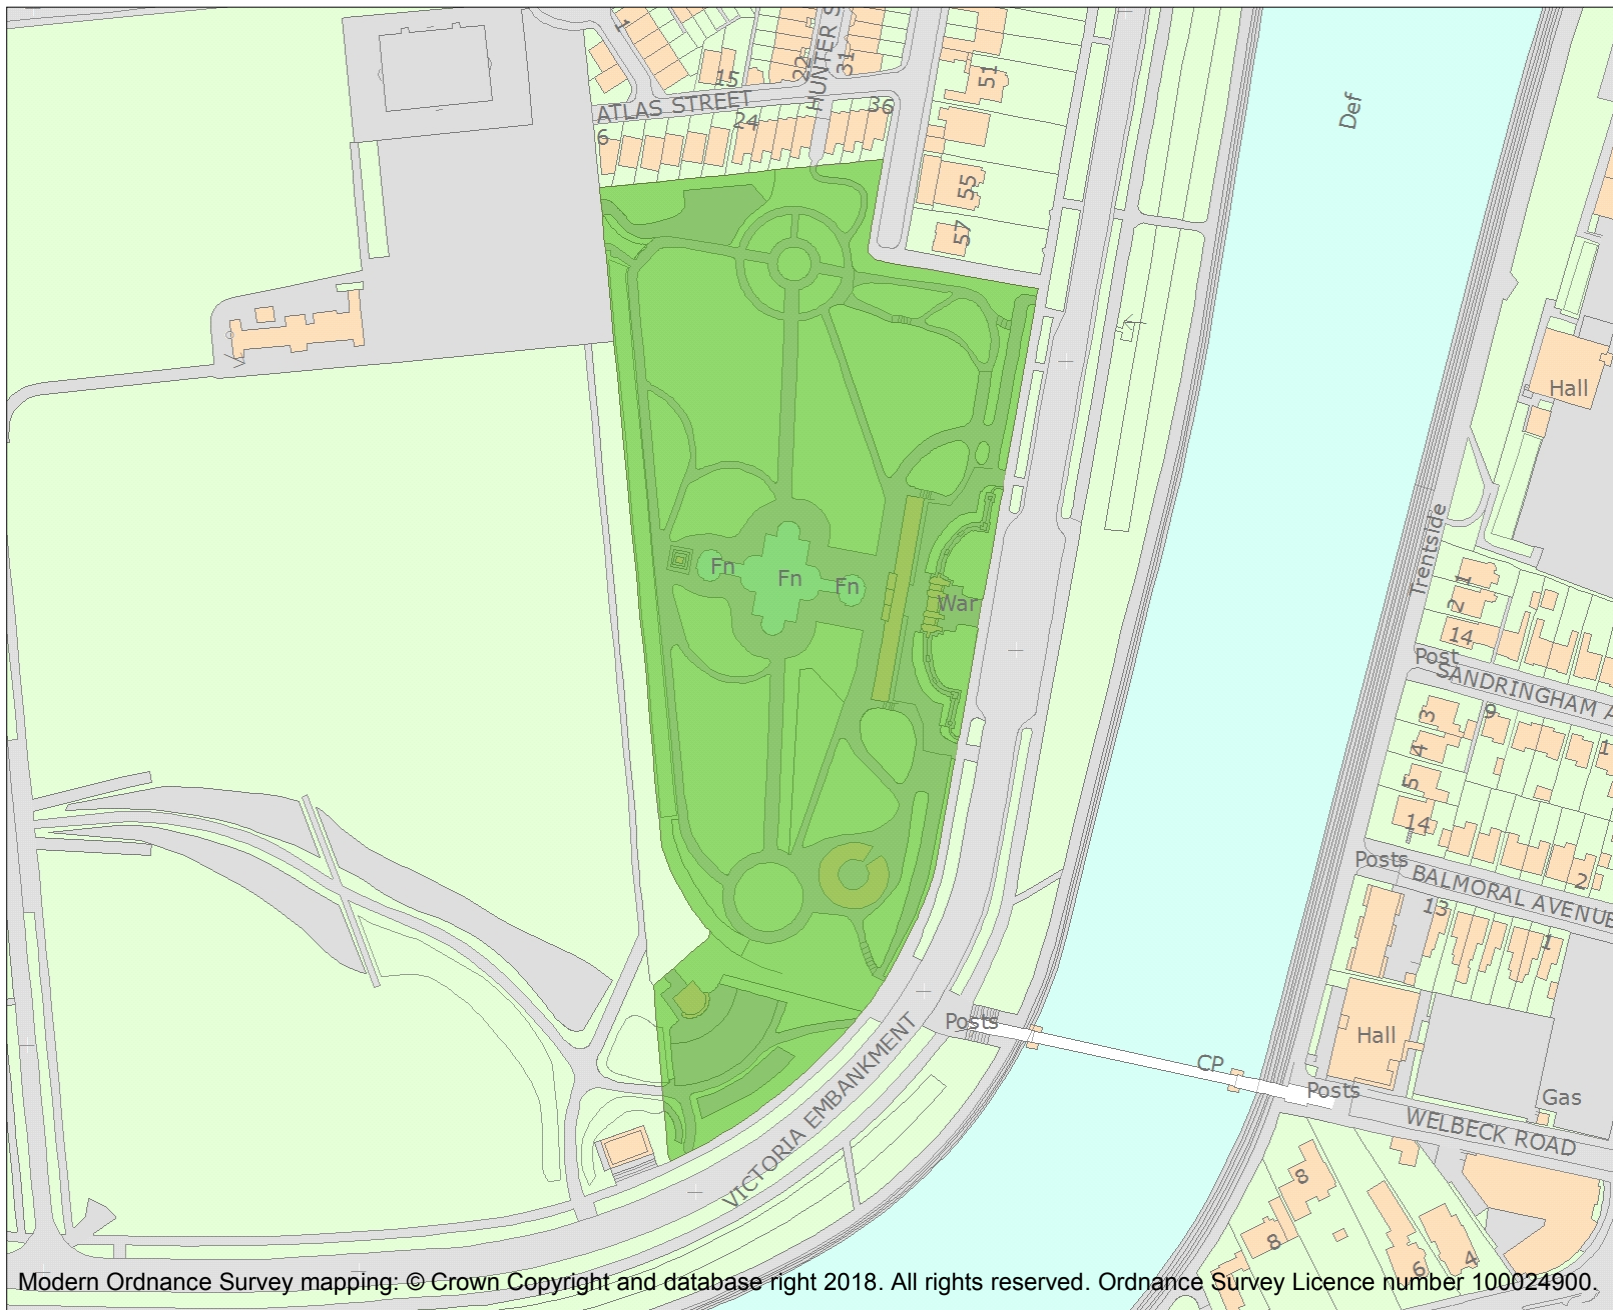 1
15
22
HUNTER S
31
51
ATLAS STREET
6
24
36
Def
55
57
Hall
Fn
Fn
Fn
War
Trentside
1
2
14
Post
SANDRINGHAM A
3
9
4
1
5
14
Posts
BALMORAL AVENUE
2
13
1
Posts
Hall
CP
Posts
Gas
VICTORIA EMBANKMENT
WELBECK ROAD
8
8
6
4
Modern Ordnance Survey mapping: © Crown Copyright and database right 2018. All rights reserved. Ordnance Survey Licence number 100024900.